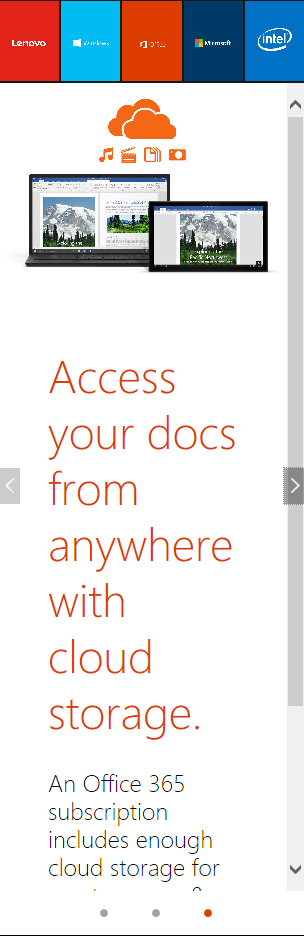 Lenovo
Windows
Office
Microsoft
intel
Access
your docs
from
anywhere
with
cloud
storage.
An Office 365
subscription
includes enough
cloud storage for